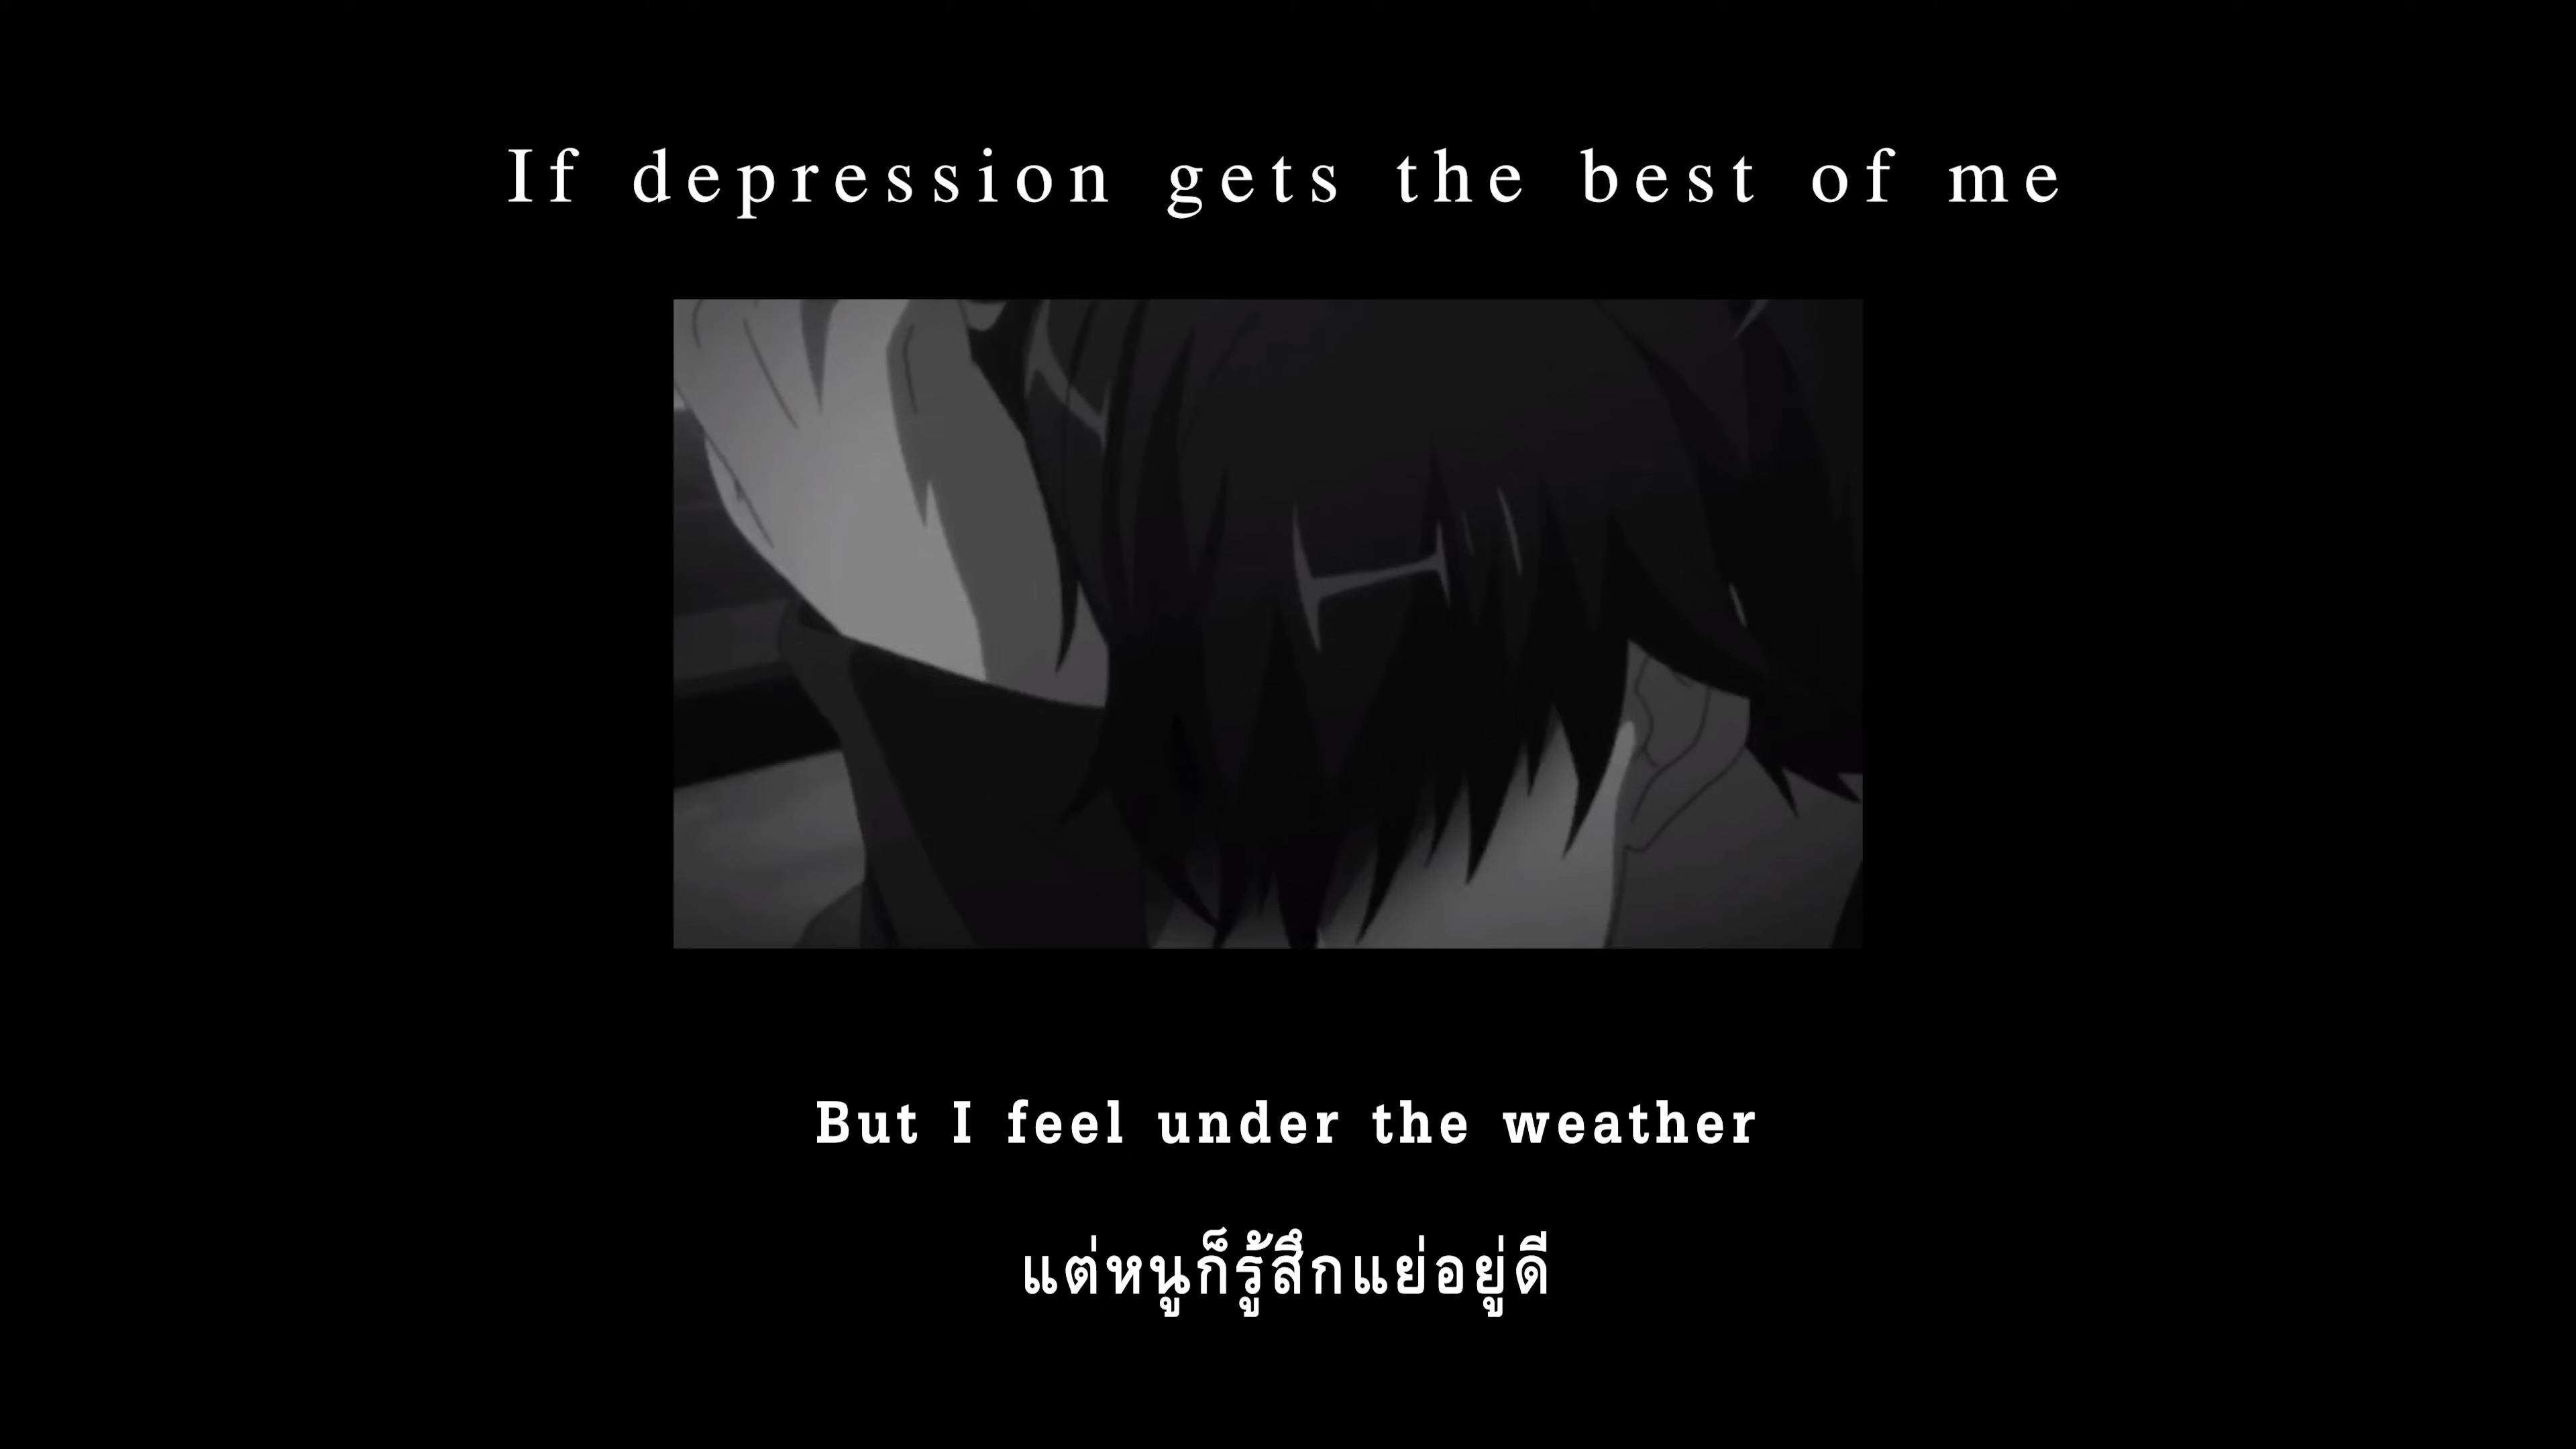 If depression gets the best of me
But I feel under the weather
แต่หนูก็รู้สึกแย่อยู่ดี